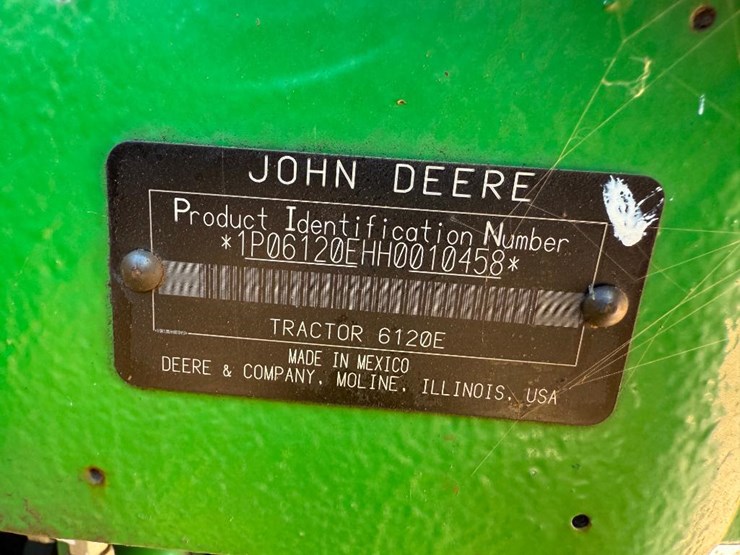 JOHN DEERE
Product Identification Number
*1P06120EHH0010458*
TRACTOR 6120E
MADE IN MEXICO
DEERE & COMPANY, MOLINE, ILLINOIS, USA